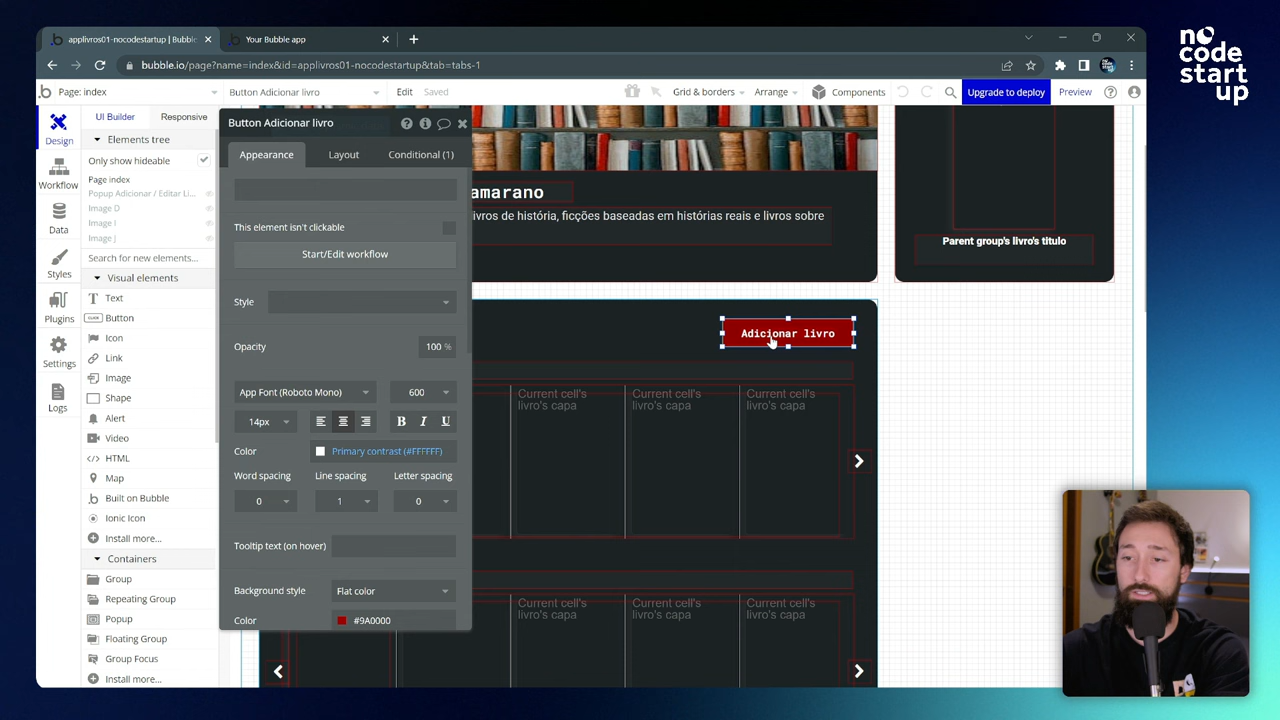 no
code
start
up
applivros01-nocodestartup | Bubbl
Your Bubble app
bubble.io/page?name=index&id=applivros01-nocodestartup&tab=tabs-1
Page: index
Button Adicionar livro
Edit
Saved
Grid & borders
Arrange
Components
Upgrade to deploy
Preview
Design
Workflow
Data
Styles
Plugins
Settings
Logs
UI Builder
Responsive
Elements tree
Only show hideable
Page index
Popup Adicionar / Editar Li...
Image D
Image I
Image J
Search for new elements...
Visual elements
Text
CLICK
Button
Icon
Link
Image
Shape
Alert
Video
</> HTML
Map
Built on Bubble
Ionic Icon
Install more...
Containers
Group
Repeating Group
Popup
Floating Group
Group Focus
Install more...
Button Adicionar livro
Appearance
Layout
Conditional (1)
This element isn't clickable
Start/Edit workflow
Style
Opacity
100 %
App Font (Roboto Mono)
600
14px
B
I
U
Color
Primary contrast (#FFFFFF)
Word spacing
Line spacing
Letter spacing
0
1
0
Tooltip text (on hover)
Background style
Flat color
Color
#9A0000
amarano
ivros de história, ficções baseadas em histórias reais e livros sobre
Parent group's livro's titulo
Adicionar livro
Current cell's
livro's capa
Current cell's
livro's capa
Current cell's
livro's capa
Current cell's
livro's capa
Current cell's
livro's capa
Current cell's
livro's capa